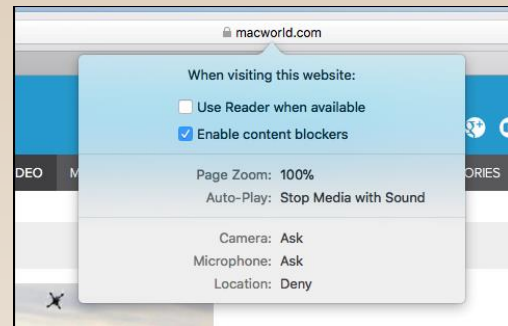 macworld.com
When visiting this website:
Use Reader when available
Enable content blockers
g+
DEO M ORIES
Page Zoom: 100%
Auto-Play: Stop Media with Sound
Camera: Ask
Microphone: Ask
Location: Deny